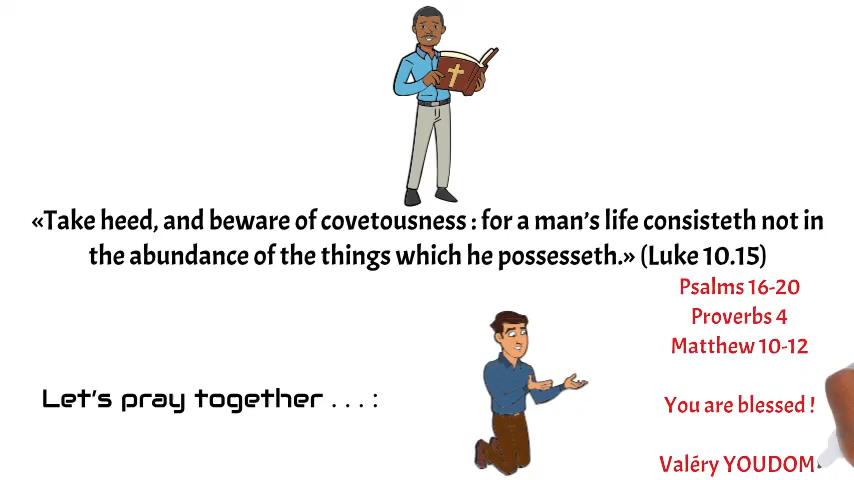 «Take heed, and beware of covetousness : for a man's life consisteth not in
the abundance of the things which he possesseth.» (Luke 10.15)
Psalms 16-20
Proverbs 4
Matthew 10-12
Let's pray together . . . :
You are blessed !
Valéry YOUDOM